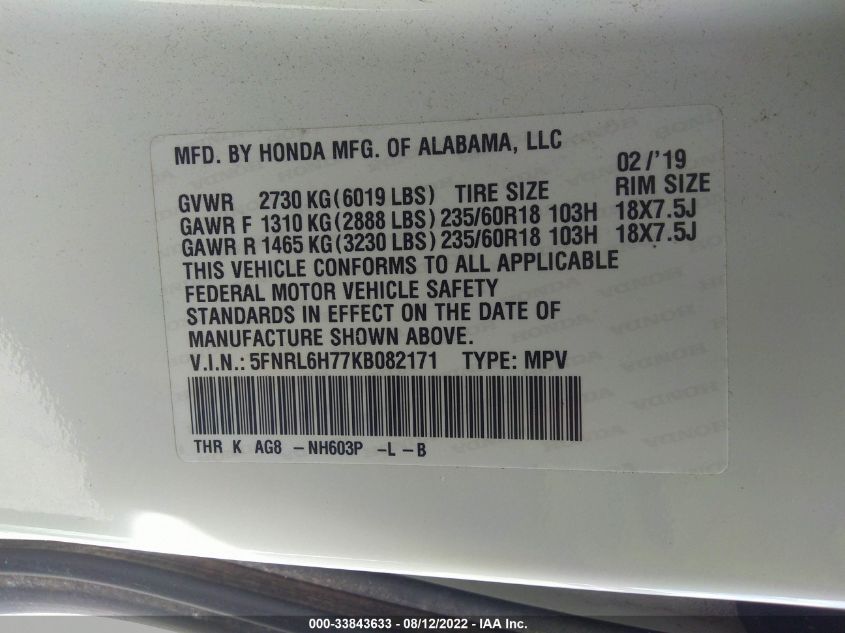 MFD. BY HONDA MFG. OF ALABAMA, LLC 02/'19
GVWR 2730 KG(6019 LBS) TIRE SIZE RIM SIZE
GAWR F 1310 KG(2888 LBS) 235/60R18 103H 18X7.5J
GAWR R 1465 KG(3230 LBS) 235/60R18 103H 18X7.5J
THIS VEHICLE CONFORMS TO ALL APPLICABLE
FEDERAL MOTOR VEHICLE SAFETY
STANDARDS IN EFFECT ON THE DATE OF
MANUFACTURE SHOWN ABOVE.
V.I.N.: 5FNRL6H77KB082171 TYPE: MPV
THR K AG8 -NH603P -L -B
000-33843633 - 08/12/2022 - IAA Inc.